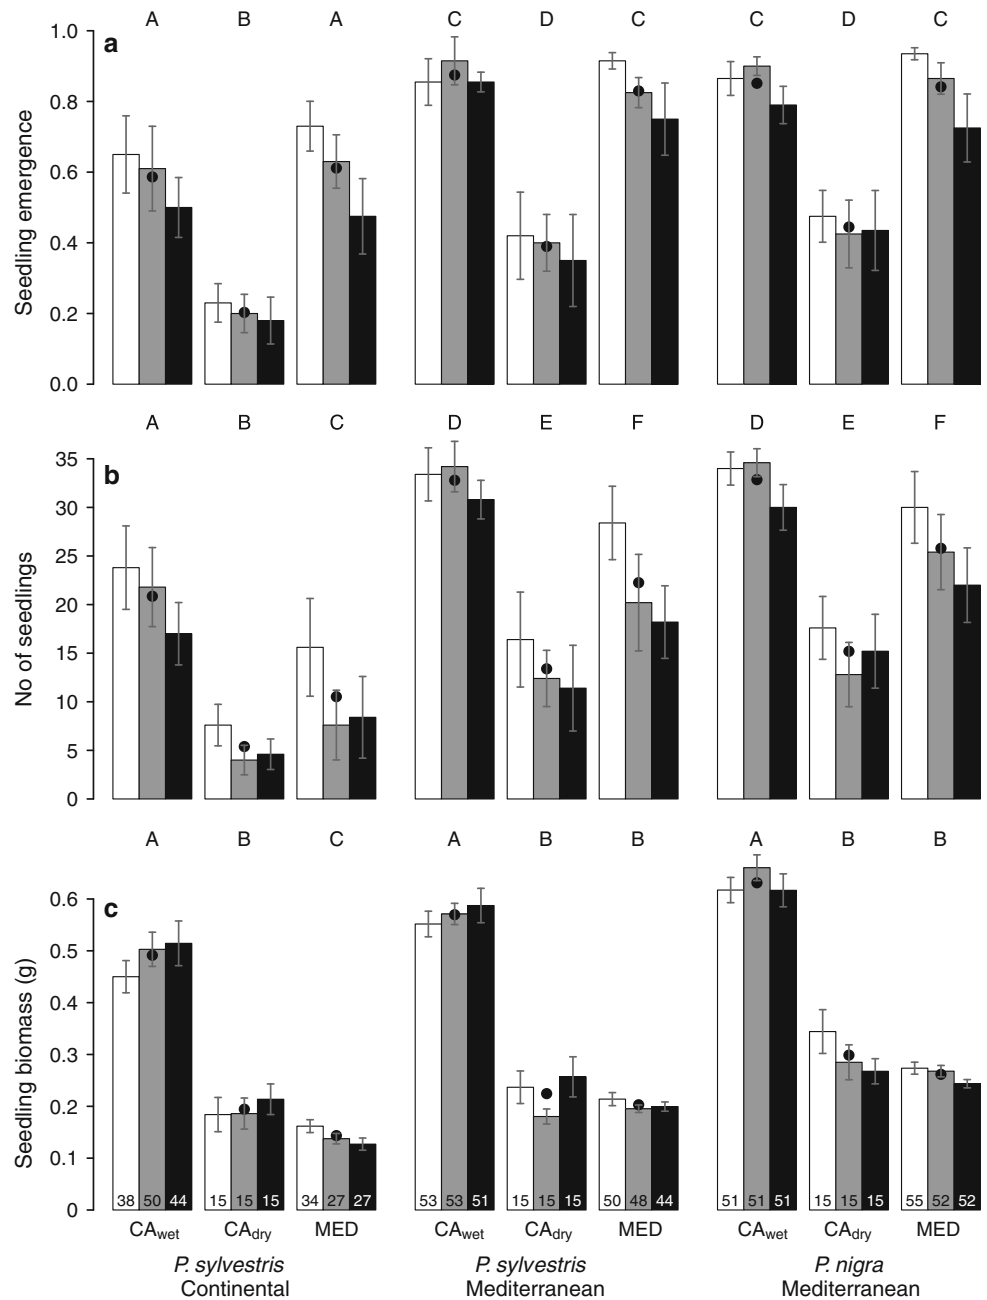 A B A C D C C D C
a
1.0
0.8
0.6
0.4
0.2
0.0
Seedling emergence
A B C D E F D E F
b
35
30
25
20
15
10
5
0
No of seedlings
A B C A B B A B B
c
0.6
0.5
0.4
0.3
0.2
0.1
0
Seedling biomass (g)
38 50 44 15 15 15 34 27 27 53 53 51 15 15 15 50 48 44 51 51 51 15 15 15 55 52 52
CAwet CAdry MED CAwet CAdry MED CAwet CAdry MED
P. sylvestris P. sylvestris P. nigra
Continental Mediterranean Mediterranean